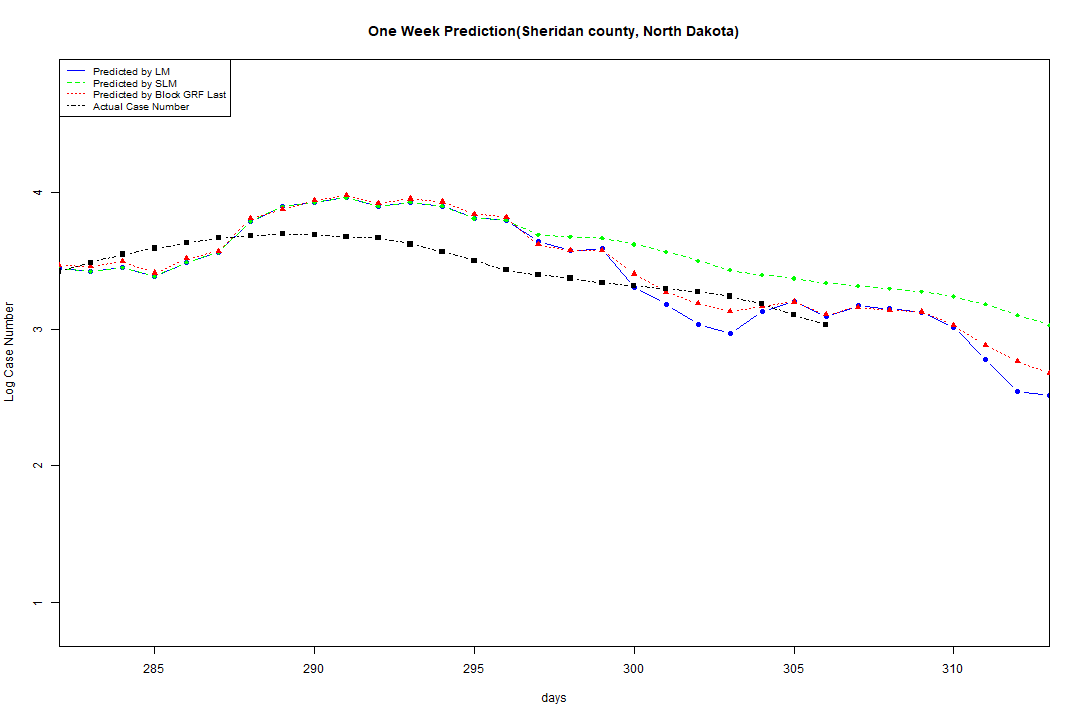 One Week Prediction(Sheridan county, North Dakota)
Predicted by LM
Predicted by SLM
Predicted by Block GRF Last
Actual Case Number
4
3
2
1
Log Case Number
285 290 295 300 305 310
days